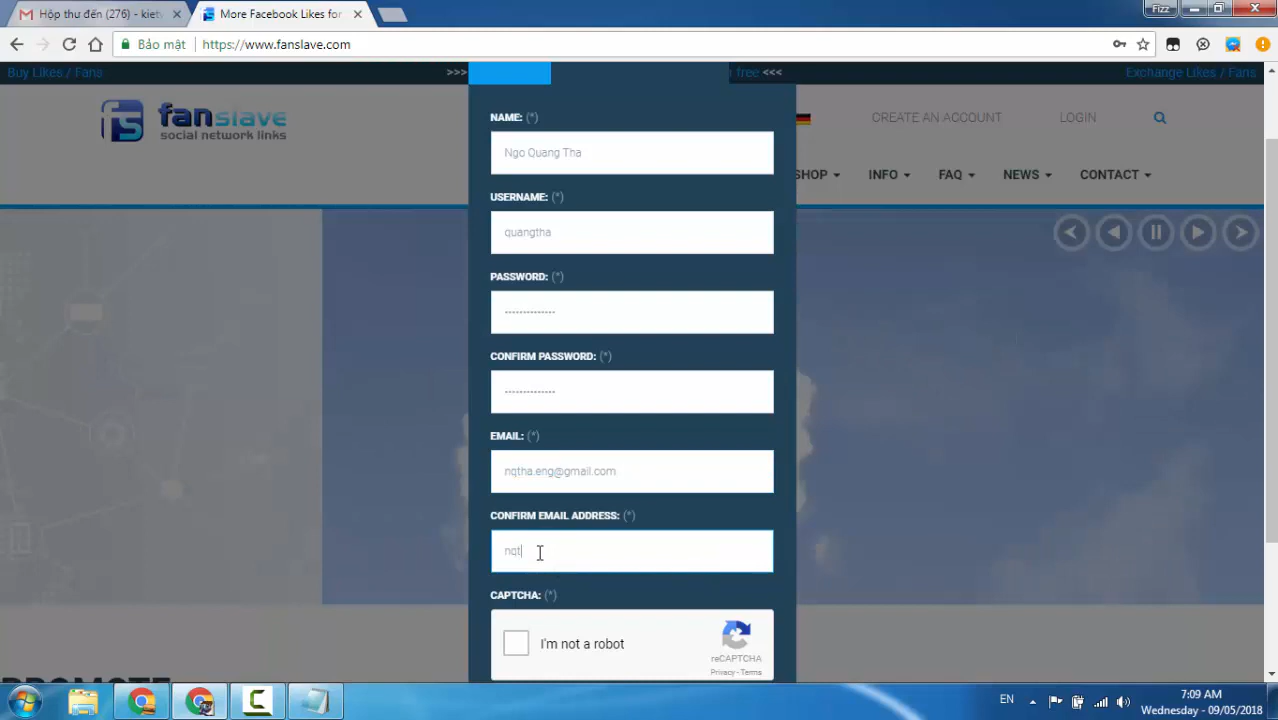 Hộp thư đến (276) - kietv
More Facebook Likes for
Fizz
Bảo mật
https://www.fanslave.com
Buy Likes / Fans
>>>
free <<<
Exchange Likes / Fans
fanslave
social network links
CREATE AN ACCOUNT
LOGIN
SHOP
INFO
FAQ
NEWS
CONTACT
NAME: (*)
Ngo Quang Tha
USERNAME: (*)
quangtha
PASSWORD: (*)
-------------
CONFIRM PASSWORD: (*)
-------------
EMAIL: (*)
nqtha.eng@gmail.com
CONFIRM EMAIL ADDRESS: (*)
nqt
CAPTCHA: (*)
I'm not a robot
reCAPTCHA
Privacy - Terms
EN
7:09 AM
Wednesday - 09/05/2018